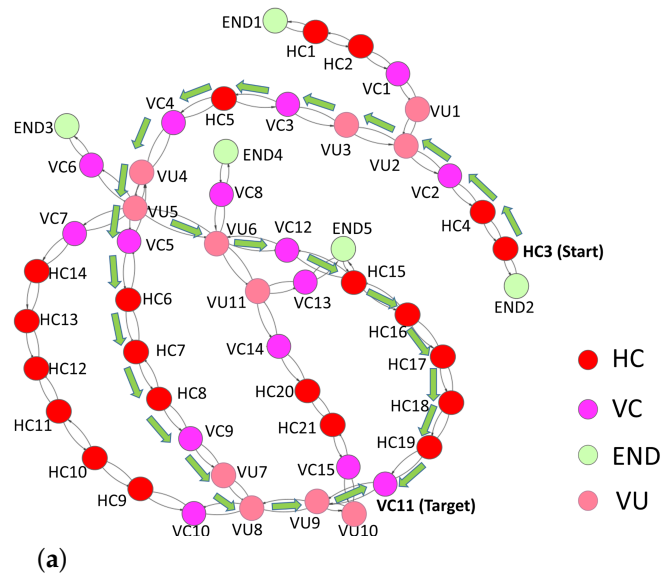 END1
HC1
HC2
VC1
VC4
HC5
VU1
VC3
END3
VU3
VU2
END4
VC6
VU4
VC2
VC8
HC4
VU5
VC7
VC12
END5
VC5
VU6
HC3 (Start)
HC14
HC15
VU11
VC13
HC6
END2
HC13
HC16
VC14
HC7
HC17
HC12
HC20
HC8
HC18
HC11
HC21
VC9
HC19
HC10
VU7
VC15
HC9
VC11 (Target)
VC10
VU8
VU9
VU10
HC
VC
END
VU
(a)